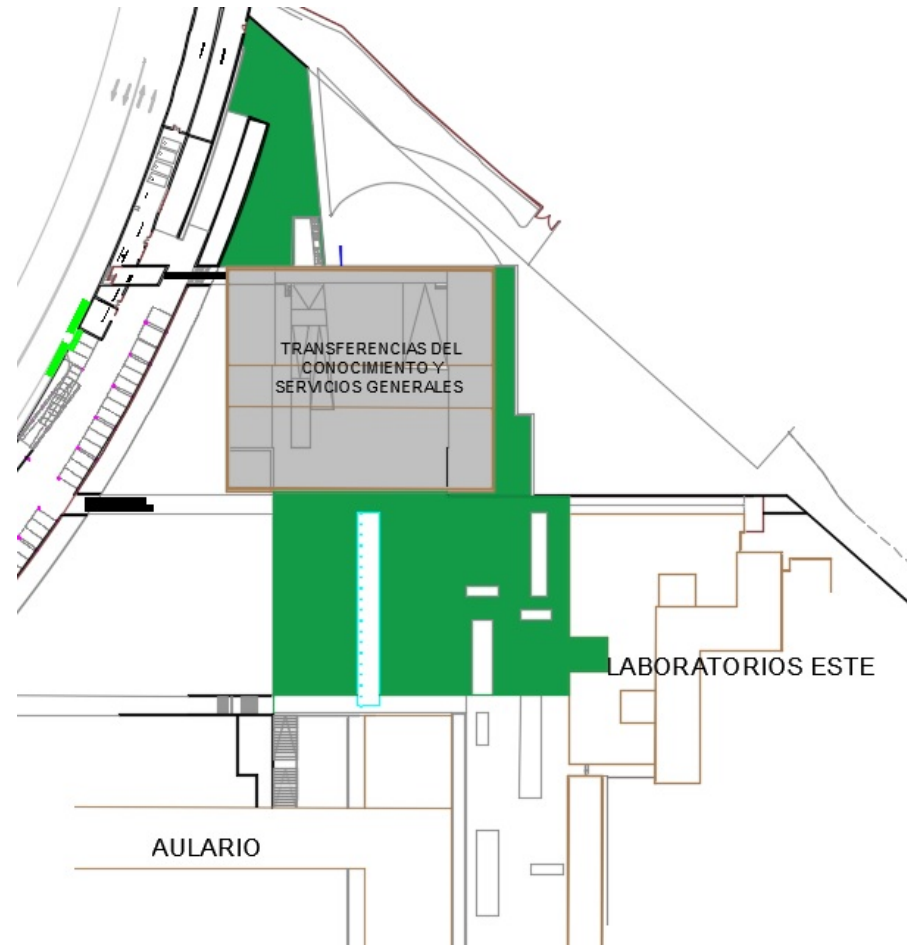 TRANSFERENCIAS DEL
CONOCIMIENTO Y
SERVICIOS GENERALES
LABORATORIOS ESTE
AULARIO